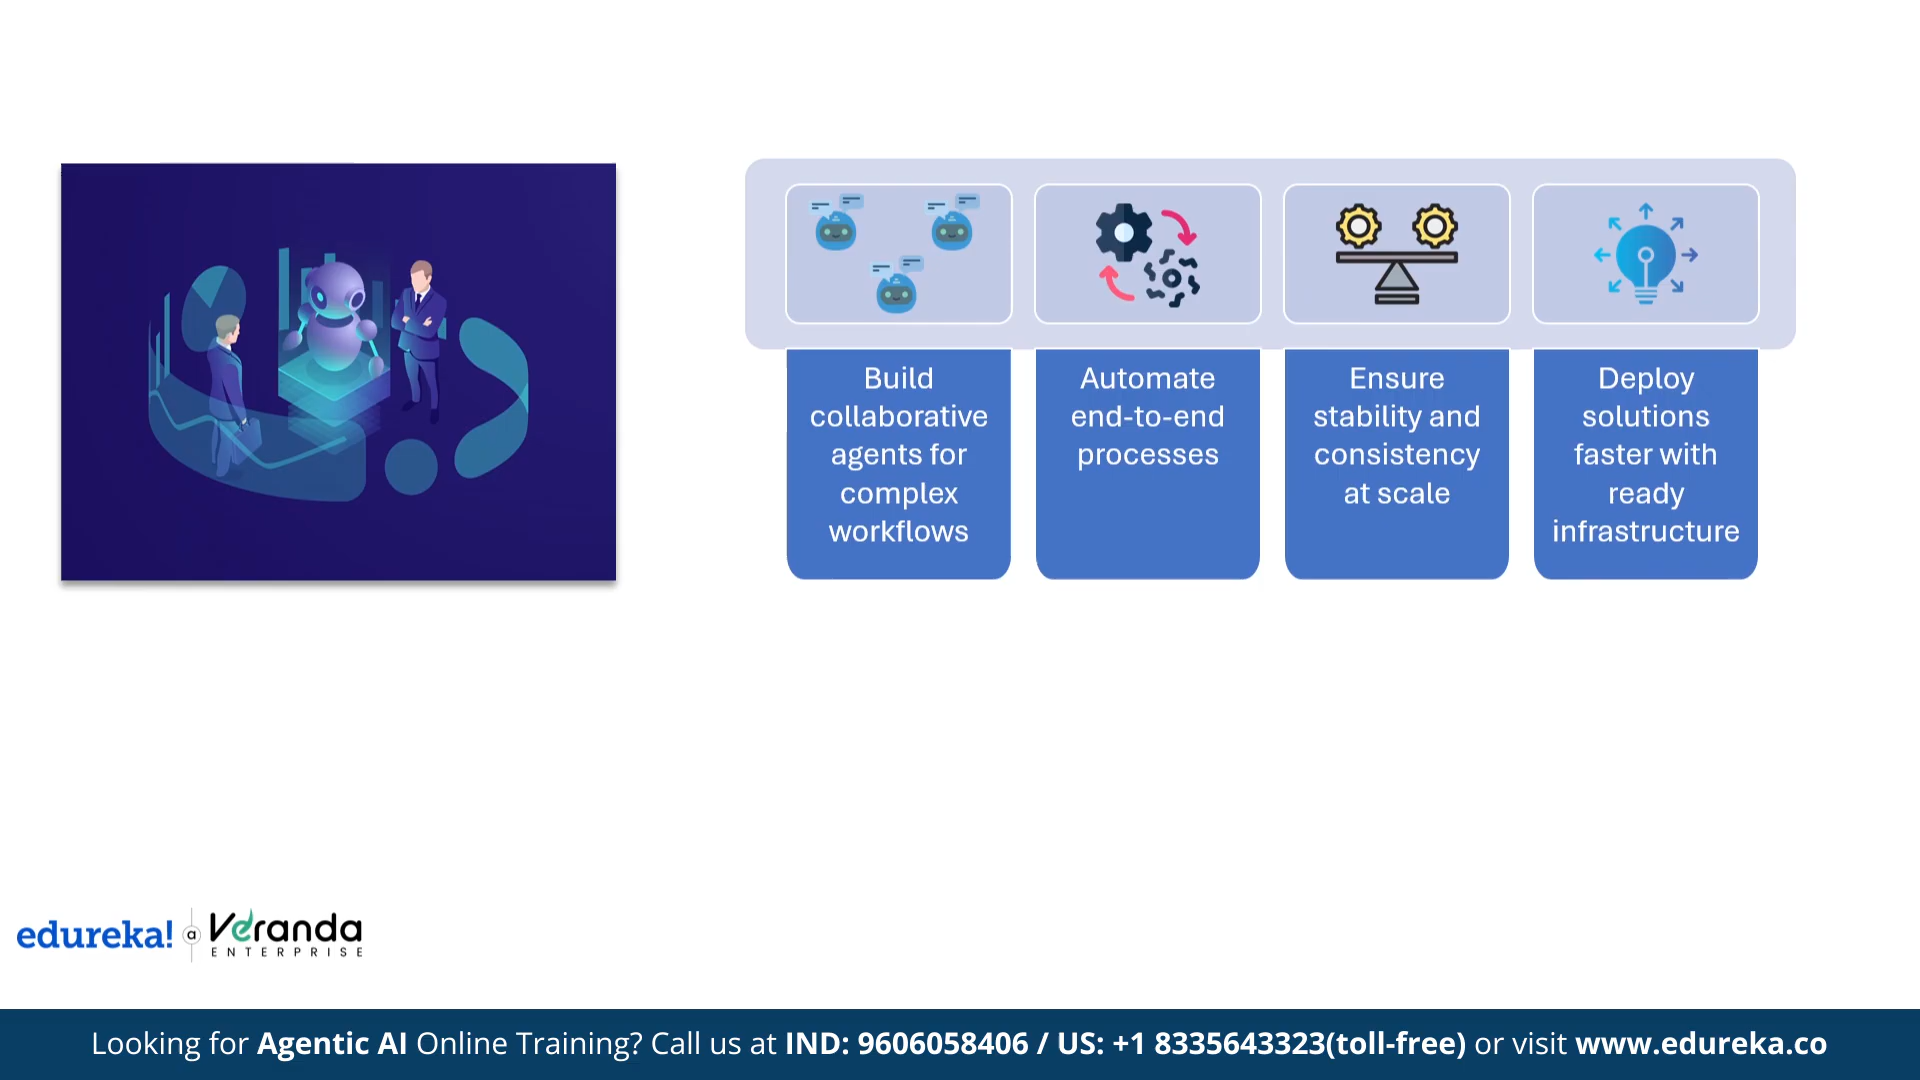 Build
collaborative
agents for
complex
workflows
Automate
end-to-end
processes
Ensure
stability and
consistency
at scale
Deploy
solutions
faster with
ready
infrastructure
edureka! a Veranda
ENTERPRISE
Looking for Agentic AI Online Training? Call us at IND: 9606058406 / US: +1 8335643323(toll-free) or visit www.edureka.co